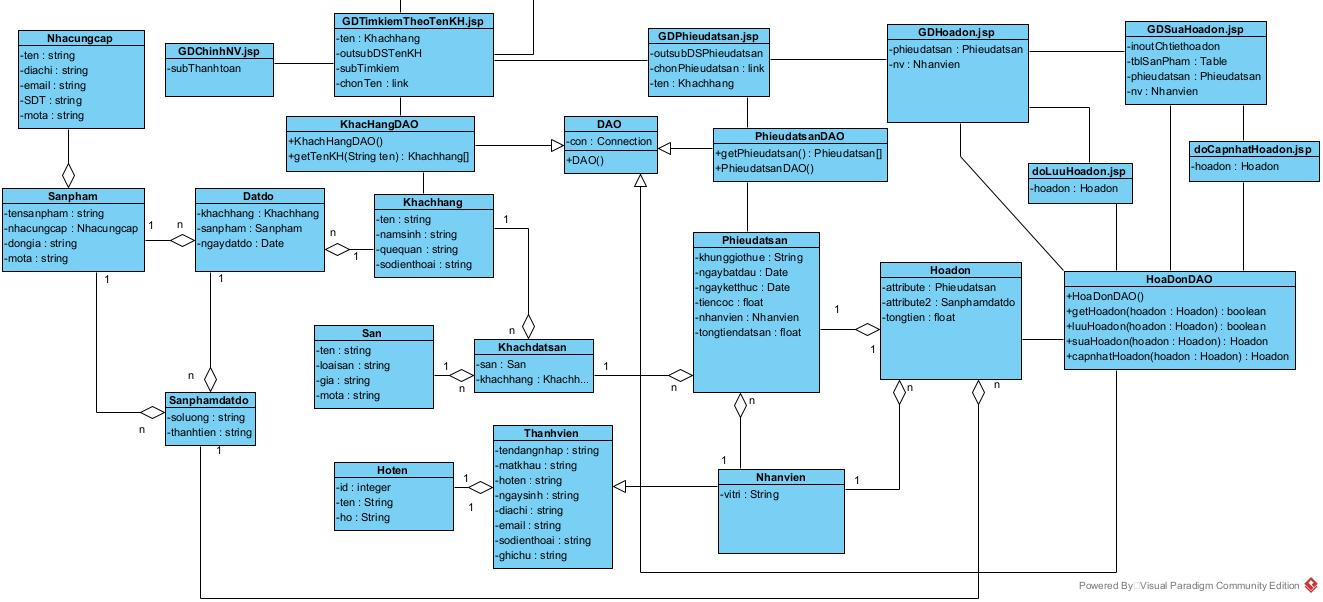 Nhacungcap
-ten : string
-diachi : string
-email : string
-SDT : string
-mota : string
GDChinhNV.jsp
-subThanhtoan
GDTimkiemTheoTenKH.jsp
-ten : Khachhang
-outsubDSTenKH
-subTimkiem
-chonTen : link
GDPhieudatsan.jsp
-outsubDSPhieudatsan
-chonPhieudatsan : link
-ten : Khachhang
GDHoadon.jsp
-phieudatsan : Phieudatsan
-nv : Nhanvien
GDSuaHoadon.jsp
-inoutChtiethoadon
-tblSanPham : Table
-phieudatsan : Phieudatsan
-nv : Nhanvien
KhacHangDAO
+KhachHangDAO()
+getTenKH(String ten) : Khachhang[]
DAO
-con : Connection
+DAO()
PhieudatsanDAO
+getPhieudatsan() : Phieudatsan[]
+PhieudatsanDAO()
doLuuHoadon.jsp
-hoadon : Hoadon
doCapnhatHoadon.jsp
-hoadon : Hoadon
Sanpham
-tensanpham : string
-nhacungcap : Nhacungcap
-dongia : string
-mota : string
1
n
Datdo
-khachhang : Khachhang
-sanpham : Sanpham
-ngaydatdo : Date
n
1
Khachhang
-ten : string
-namsinh : string
-quequan : string
-sodienthoai : string
1
n
Phieudatsan
-khunggiothue : String
-ngaybatdau : Date
-ngayketthuc : Date
-tiencoc : float
-nhanvien : Nhanvien
-tongtiendatsan : float
1
1
Hoadon
-attribute : Phieudatsan
-attribute2 : Sanphamdatdo
-tongtien : float
HoaDonDAO
+HoaDonDAO()
+getHoadon(hoadon : Hoadon) : boolean
+luuHoadon(hoadon : Hoadon) : boolean
+suaHoadon(hoadon : Hoadon) : Hoadon
+capnhatHoadon(hoadon : Hoadon) : Hoadon
1
1
San
-ten : string
-loaisan : string
-gia : string
-mota : string
1
n
Khachdatsan
-san : San
-khachhang : Khachh...
1
n
n
n
Sanphamdatdo
-soluong : string
-thanhtien : string
1
n
n
n
1
Hoten
-id : integer
-ten : String
-ho : String
1
1
Thanhvien
-tendangnhap : string
-matkhau : string
-hoten : string
-ngaysinh : string
-diachi : string
-email : string
-sodienthoai : string
-ghichu : string
Nhanvien
-vitri : String
1
Powered By Visual Paradigm Community Edition